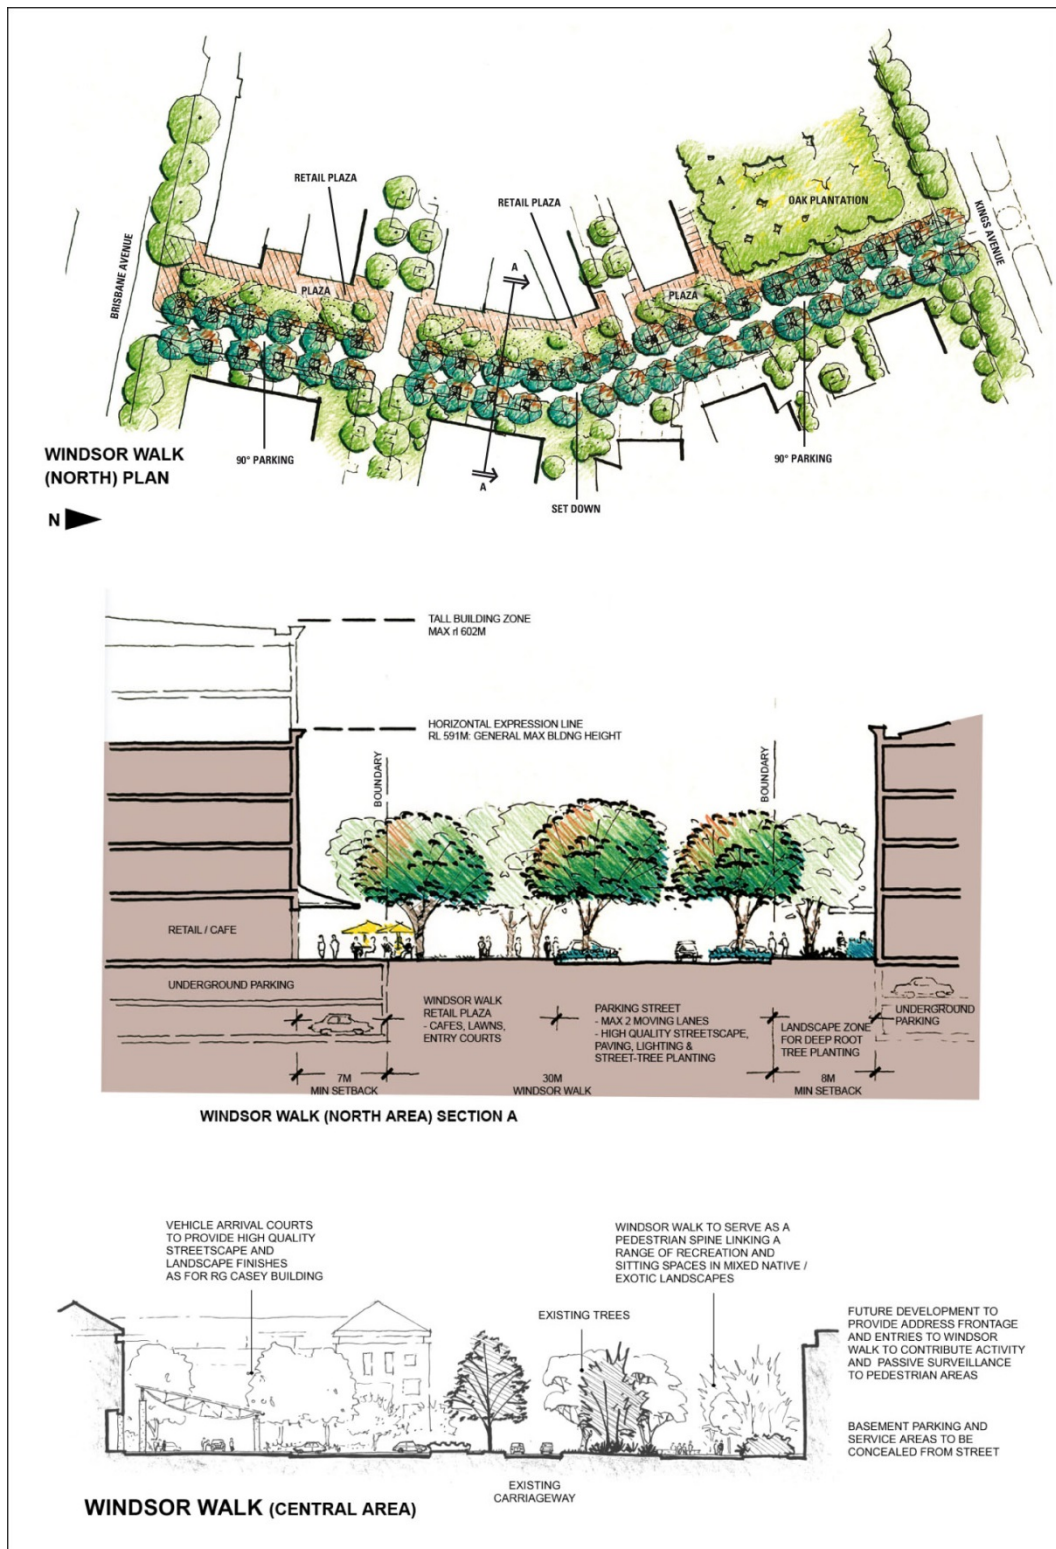 RETAIL PLAZA
RETAIL PLAZA
OAK PLANTATION
KINGS AVENUE
BRISBANE AVENUE
A
PLAZA
PLAZA
WINDSOR WALK
(NORTH) PLAN
90° PARKING
90° PARKING
A
SET DOWN
N
TALL BUILDING ZONE
MAX rl 602M
HORIZONTAL EXPRESSION LINE
RL 591M: GENERAL MAX BLDNG HEIGHT
BOUNDARY
BOUNDARY
RETAIL / CAFE
UNDERGROUND PARKING
WINDSOR WALK
RETAIL PLAZA
- CAFES, LAWNS,
ENTRY COURTS
PARKING STREET
- MAX 2 MOVING LANES
- HIGH QUALITY STREETSCAPE,
PAVING, LIGHTING &
STREET-TREE PLANTING
LANDSCAPE ZONE
FOR DEEP ROOT
TREE PLANTING
UNDERGROUND
PARKING
7M
MIN SETBACK
30M
WINDSOR WALK
8M
MIN SETBACK
WINDSOR WALK (NORTH AREA) SECTION A
VEHICLE ARRIVAL COURTS
TO PROVIDE HIGH QUALITY
STREETSCAPE AND
LANDSCAPE FINISHES
AS FOR RG CASEY BUILDING
WINDSOR WALK TO SERVE AS A
PEDESTRIAN SPINE LINKING A
RANGE OF RECREATION AND
SITTING SPACES IN MIXED NATIVE /
EXOTIC LANDSCAPES
EXISTING TREES
FUTURE DEVELOPMENT TO
PROVIDE ADDRESS FRONTAGE
AND ENTRIES TO WINDSOR
WALK TO CONTRIBUTE ACTIVITY
AND PASSIVE SURVEILLANCE
TO PEDESTRIAN AREAS
BASEMENT PARKING AND
SERVICE AREAS TO BE
CONCEALED FROM STREET
EXISTING
CARRIAGEWAY
WINDSOR WALK (CENTRAL AREA)